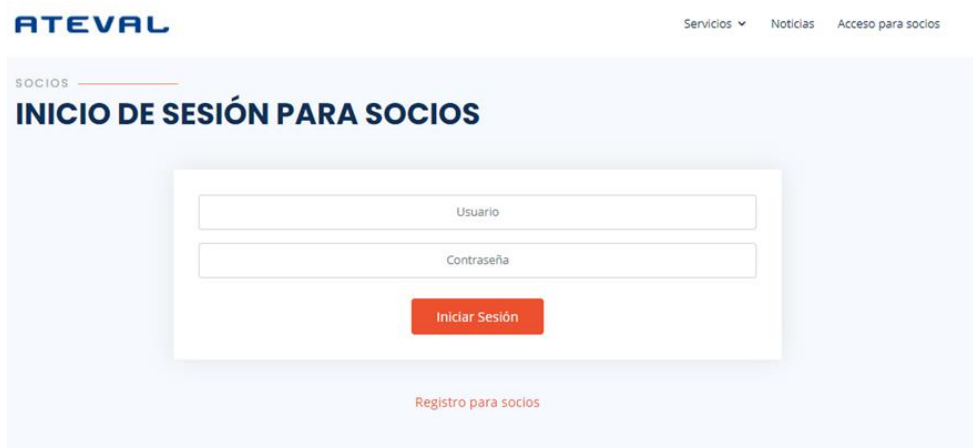 ATEVAL
Servicios Noticias Acceso para socios
SOCIOS
INICIO DE SESIÓN PARA SOCIOS
Usuario
Contraseña
Iniciar Sesión
Registro para socios